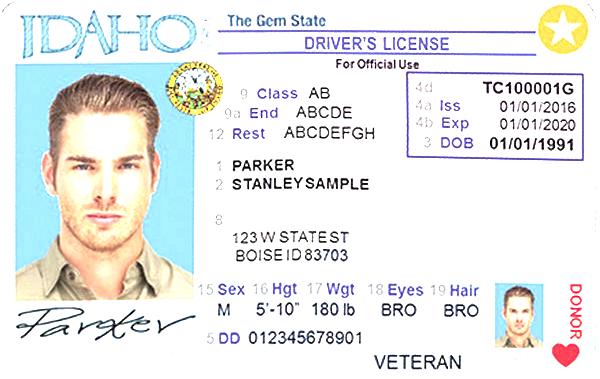 IDAHO
The Gem State
DRIVER'S LICENSE
For Official Use
9 Class AB
9a End ABCDE
12 Rest ABCDEFGH
4d TC100001G
4a Iss 01/01/2016
4b Exp 01/01/2020
3 DOB 01/01/1991
1 PARKER
2 STANLEYSAMPLE
8
123 W STATE ST
BOISE ID 83703
15 Sex 16 Hgt 17 Wgt 18 Eyes 19 Hair
M 5'-10" 180 lb BRO BRO
DONOR
Parker
5 DD 012345678901
VETERAN